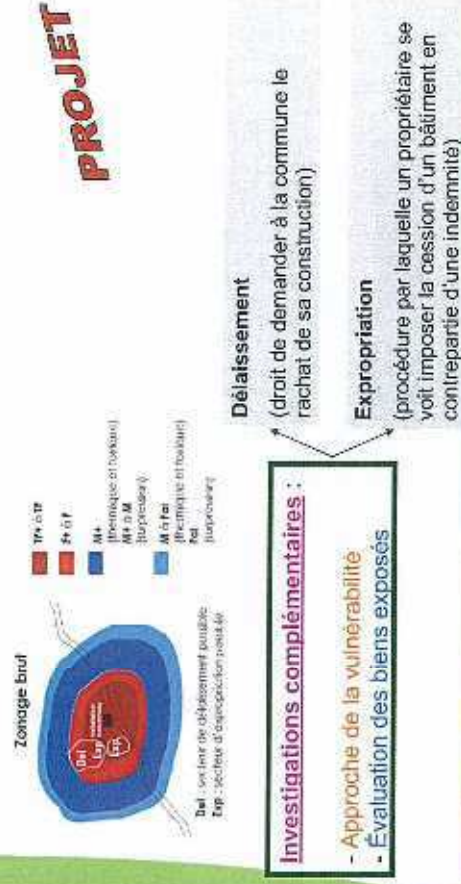 PROJET
Zonage brut
Del
Exp
Exp
TF+ à TF
F+ à F
M+
(thermique et toxique)
M+ à M
(surpression)
M à Fai
(thermique et toxique)
Fai
(surpression)
Del : secteur de délaissement possible
Exp : secteur d'expropriation possible
Investigations complémentaires :
- Approche de la vulnérabilité
- Évaluation des biens exposés
Délaissement
(droit de demander à la commune le
rachat de sa construction)
Expropriation
(procédure par laquelle un propriétaire se
voit imposer la cession d'un bâtiment en
contrepartie d'une indemnité)